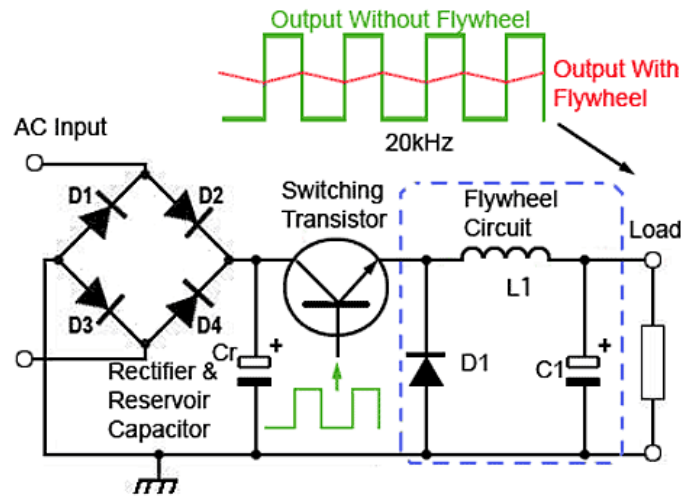 Output Without Flywheel
Output With
Flywheel
20kHz
AC Input
D1
D2
D3
D4
Switching
Transistor
Flywheel
Circuit
Load
L1
Cr
+
D1
C1
+
Rectifier &
Reservoir
Capacitor